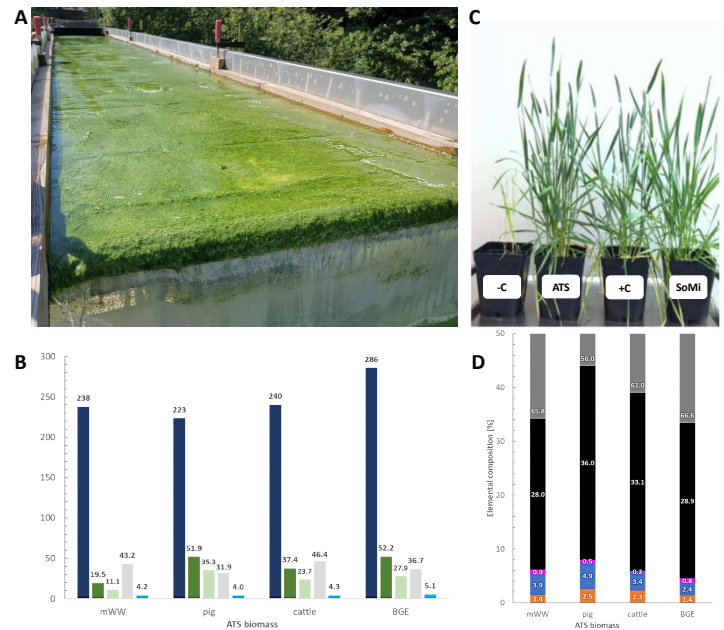 A
C
-C
ATS
+C
SoMi
B
300
250
200
150
100
50
0
238
19.5
11.1
43.2
4.2
223
51.9
35.3
31.9
4.0
240
37.4
23.7
46.4
4.3
286
52.2
27.9
36.7
5.1
mWW
pig
cattle
BGE
ATS biomass
D
Elemental composition [%]
50
40
30
20
10
0
65.8
28.0
0.9
3.9
1.4
56.0
36.0
0.5
4.9
2.5
61.0
33.1
0.2
3.4
2.3
66.6
28.9
0.8
2.4
1.4
mWW
pig
cattle
BGE
ATS biomass